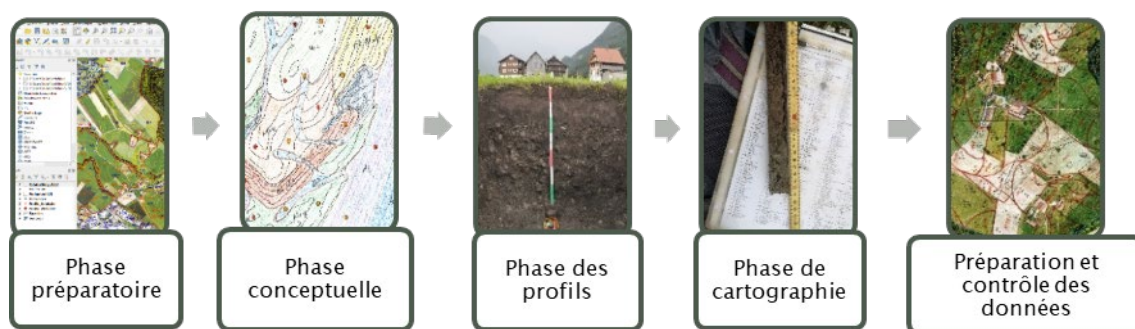 Phase
préparatoire
Phase
conceptuelle
Phase des
profils
Phase de
cartographie
Préparation et
contrôle des
données